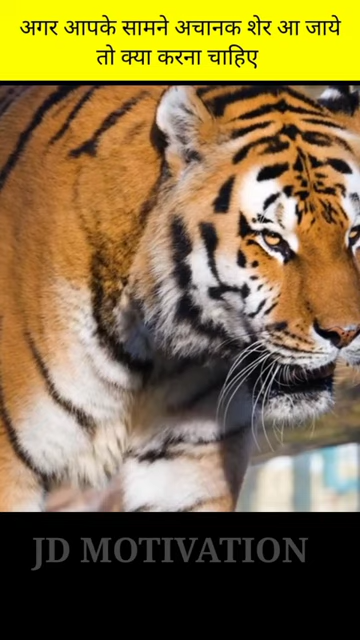 अगर आपके सामने अचानक शेर आ जाये
तो क्या करना चाहिए
JD MOTIVATION